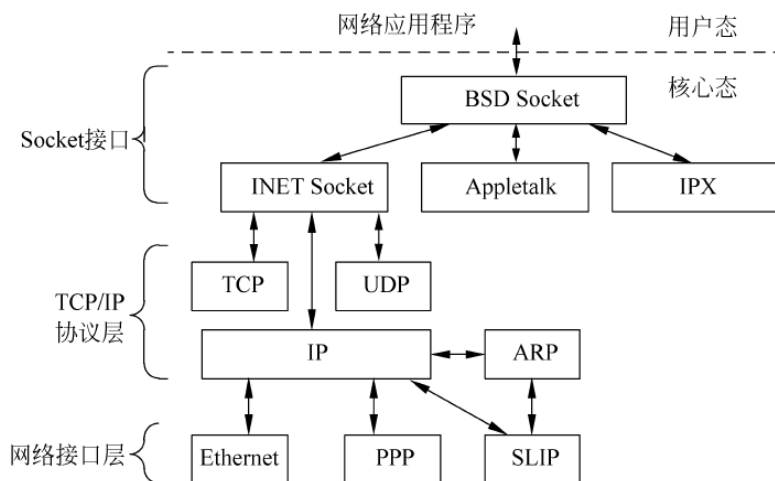 网络应用程序
用户态
核心态
BSD Socket
Socket接口
INET Socket
Appletalk
IPX
TCP
UDP
TCP/IP
协议层
IP
ARP
网络接口层
Ethernet
PPP
SLIP